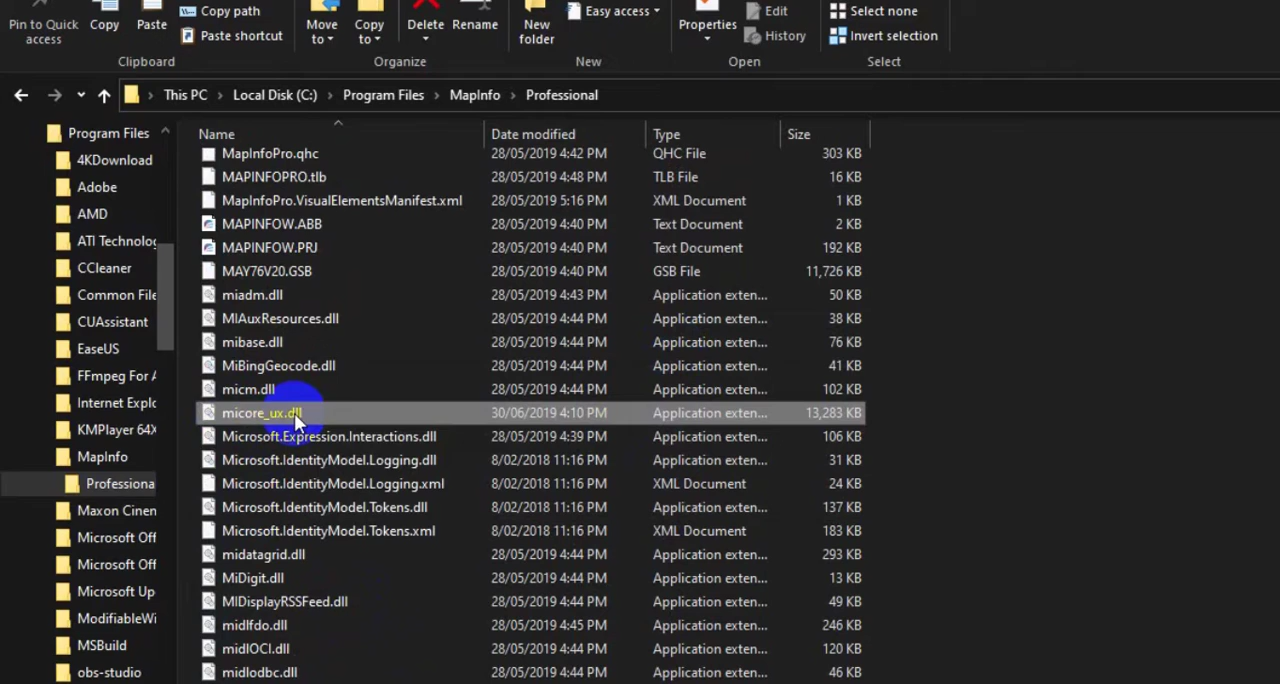 Pin to Quick access
Copy
Paste
Copy path
Paste shortcut
Move to
Copy to
Delete
Rename
New folder
Easy access
Properties
Edit
History
Select none
Invert selection
Clipboard
Organize
New
Open
Select
This PC > Local Disk (C:) > Program Files > MapInfo > Professional
Program Files
4KDownload
Adobe
AMD
ATI Technolog
CCleaner
Common File
CUAssistant
EaseUS
FFmpeg For A
Internet Explo
KMPlayer 64X
MapInfo
Professiona
Maxon Cinen
Microsoft Off
Microsoft Off
Microsoft Up
ModifiableWi
MSBuild
obs-studio
Name Date modified Type Size
MapInfoPro.qhc 28/05/2019 4:42 PM QHC File 303 KB
MAPINFOPRO.tlb 28/05/2019 4:48 PM TLB File 16 KB
MapInfoPro.VisualElementsManifest.xml 28/05/2019 5:16 PM XML Document 1 KB
MAPINFOW.ABB 28/05/2019 4:40 PM Text Document 2 KB
MAPINFOW.PRJ 28/05/2019 4:40 PM Text Document 192 KB
MAY76V20.GSB 28/05/2019 4:40 PM GSB File 11,726 KB
miadm.dll 28/05/2019 4:43 PM Application exten... 50 KB
MIAuxResources.dll 28/05/2019 4:44 PM Application exten... 38 KB
mibase.dll 28/05/2019 4:44 PM Application exten... 76 KB
MiBingGeocode.dll 28/05/2019 4:44 PM Application exten... 41 KB
micm.dll 28/05/2019 4:44 PM Application exten... 102 KB
micore_ux.dll 30/06/2019 4:10 PM Application exten... 13,283 KB
Microsoft.Expression.Interactions.dll 28/05/2019 4:39 PM Application exten... 106 KB
Microsoft.IdentityModel.Logging.dll 8/02/2018 11:16 PM Application exten... 31 KB
Microsoft.IdentityModel.Logging.xml 8/02/2018 11:16 PM XML Document 24 KB
Microsoft.IdentityModel.Tokens.dll 8/02/2018 11:16 PM Application exten... 137 KB
Microsoft.IdentityModel.Tokens.xml 8/02/2018 11:16 PM XML Document 183 KB
midatagrid.dll 28/05/2019 4:44 PM Application exten... 293 KB
MiDigit.dll 28/05/2019 4:44 PM Application exten... 13 KB
MIDisplayRSSFeed.dll 28/05/2019 4:44 PM Application exten... 49 KB
midlfdo.dll 28/05/2019 4:45 PM Application exten... 246 KB
midlOCI.dll 28/05/2019 4:44 PM Application exten... 120 KB
midlodbc.dll 28/05/2019 4:44 PM Application exten... 46 KB